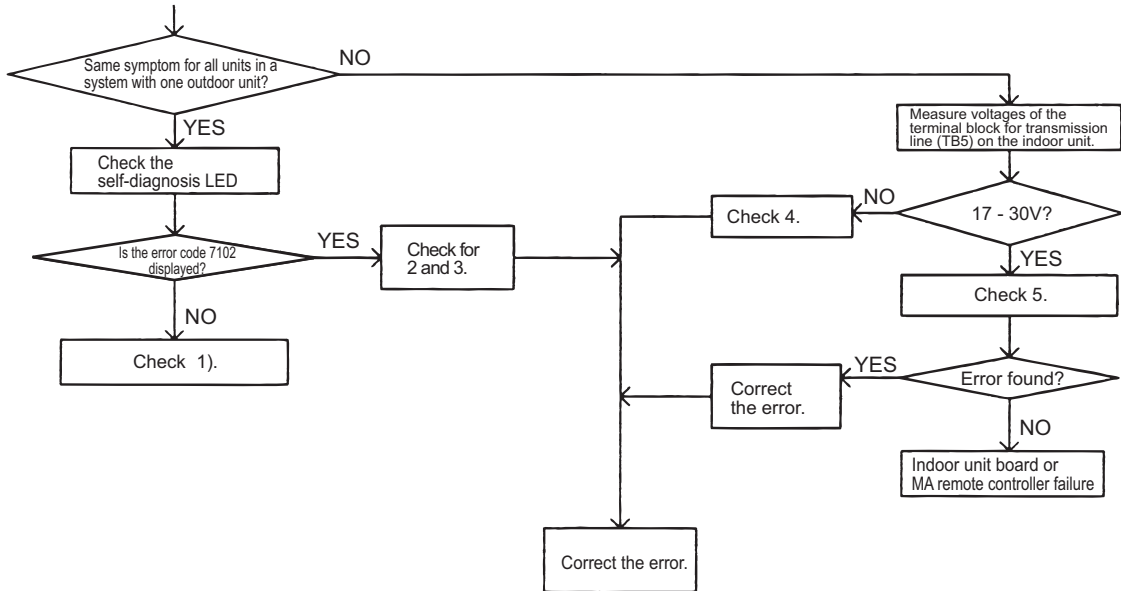 Same symptom for all units in a
system with one outdoor unit?
NO
YES
Measure voltages of the
terminal block for transmission
line (TB5) on the indoor unit.
Check the
self-diagnosis LED
17 - 30V?
NO
Check 4.
YES
Is the error code 7102
displayed?
YES
Check for
2 and 3.
NO
Check 5.
Check 1).
Error found?
YES
Correct
the error.
NO
Indoor unit board or
MA remote controller failure
Correct the error.